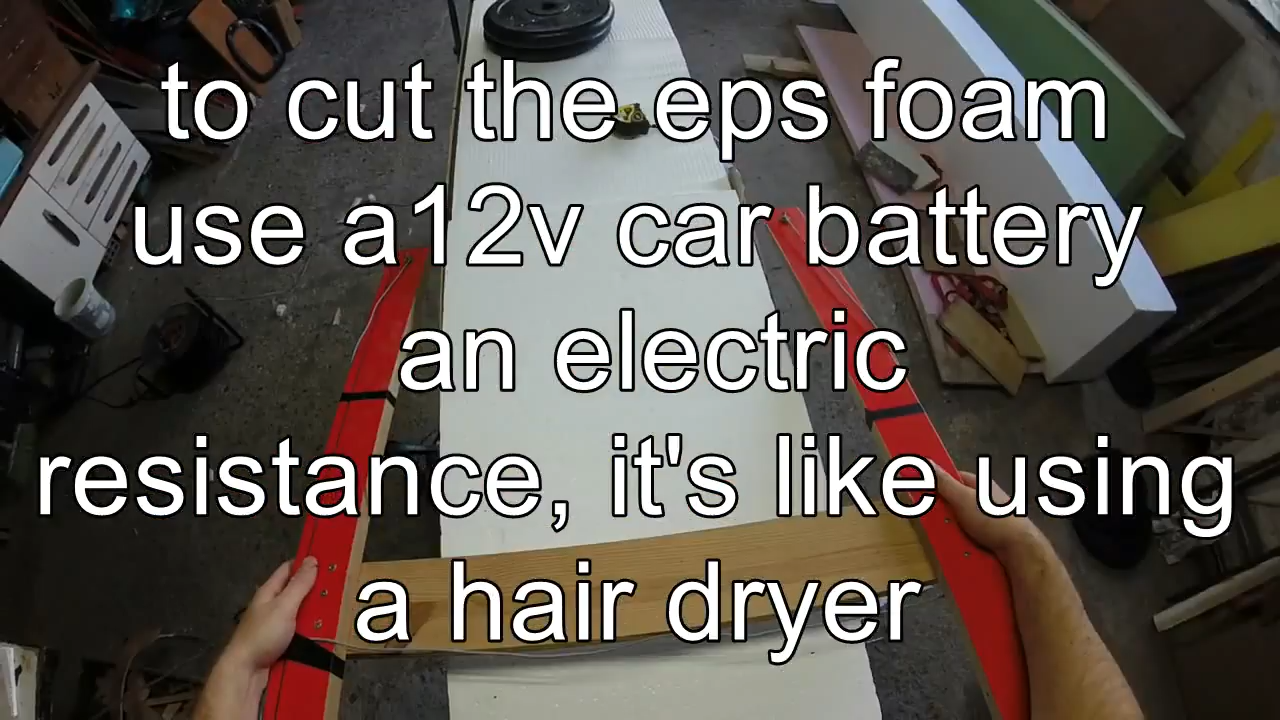 to cut the eps foam
use a12v car battery
an electric
resistance, it's like using
a hair dryer